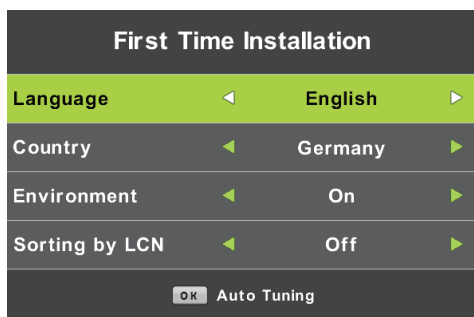 First Time Installation
Language English
Country Germany
Environment On
Sorting by LCN Off
OK Auto Tuning